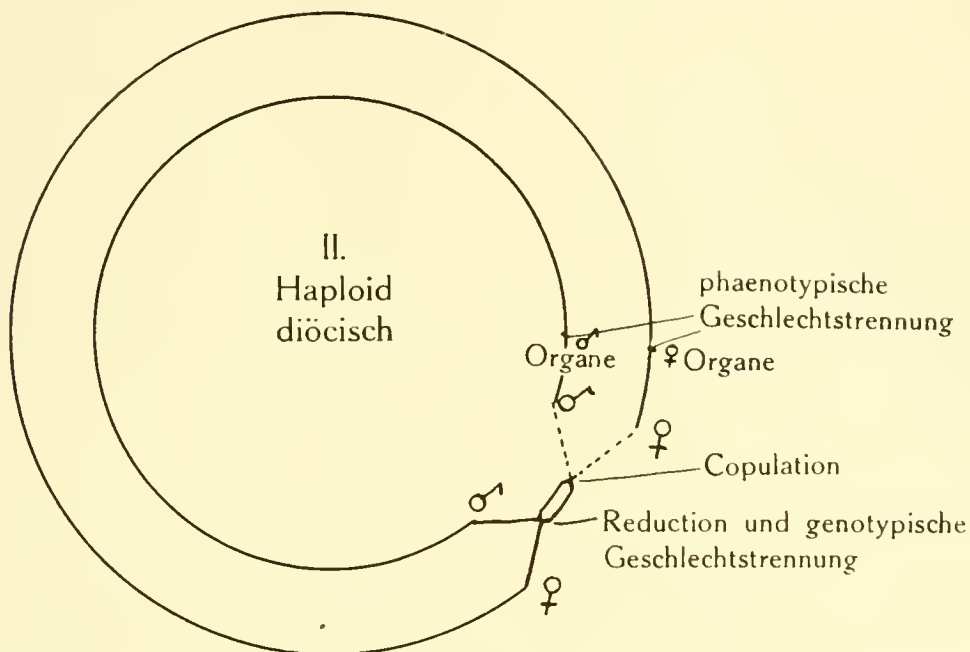 II.
Haploid
diöcisch
phaenotypische
Geschlechtstrennung
♂
Organe
♀ Organe
♂
♀
Copulation
♂
Reduction und genotypische
Geschlechtstrennung
♀